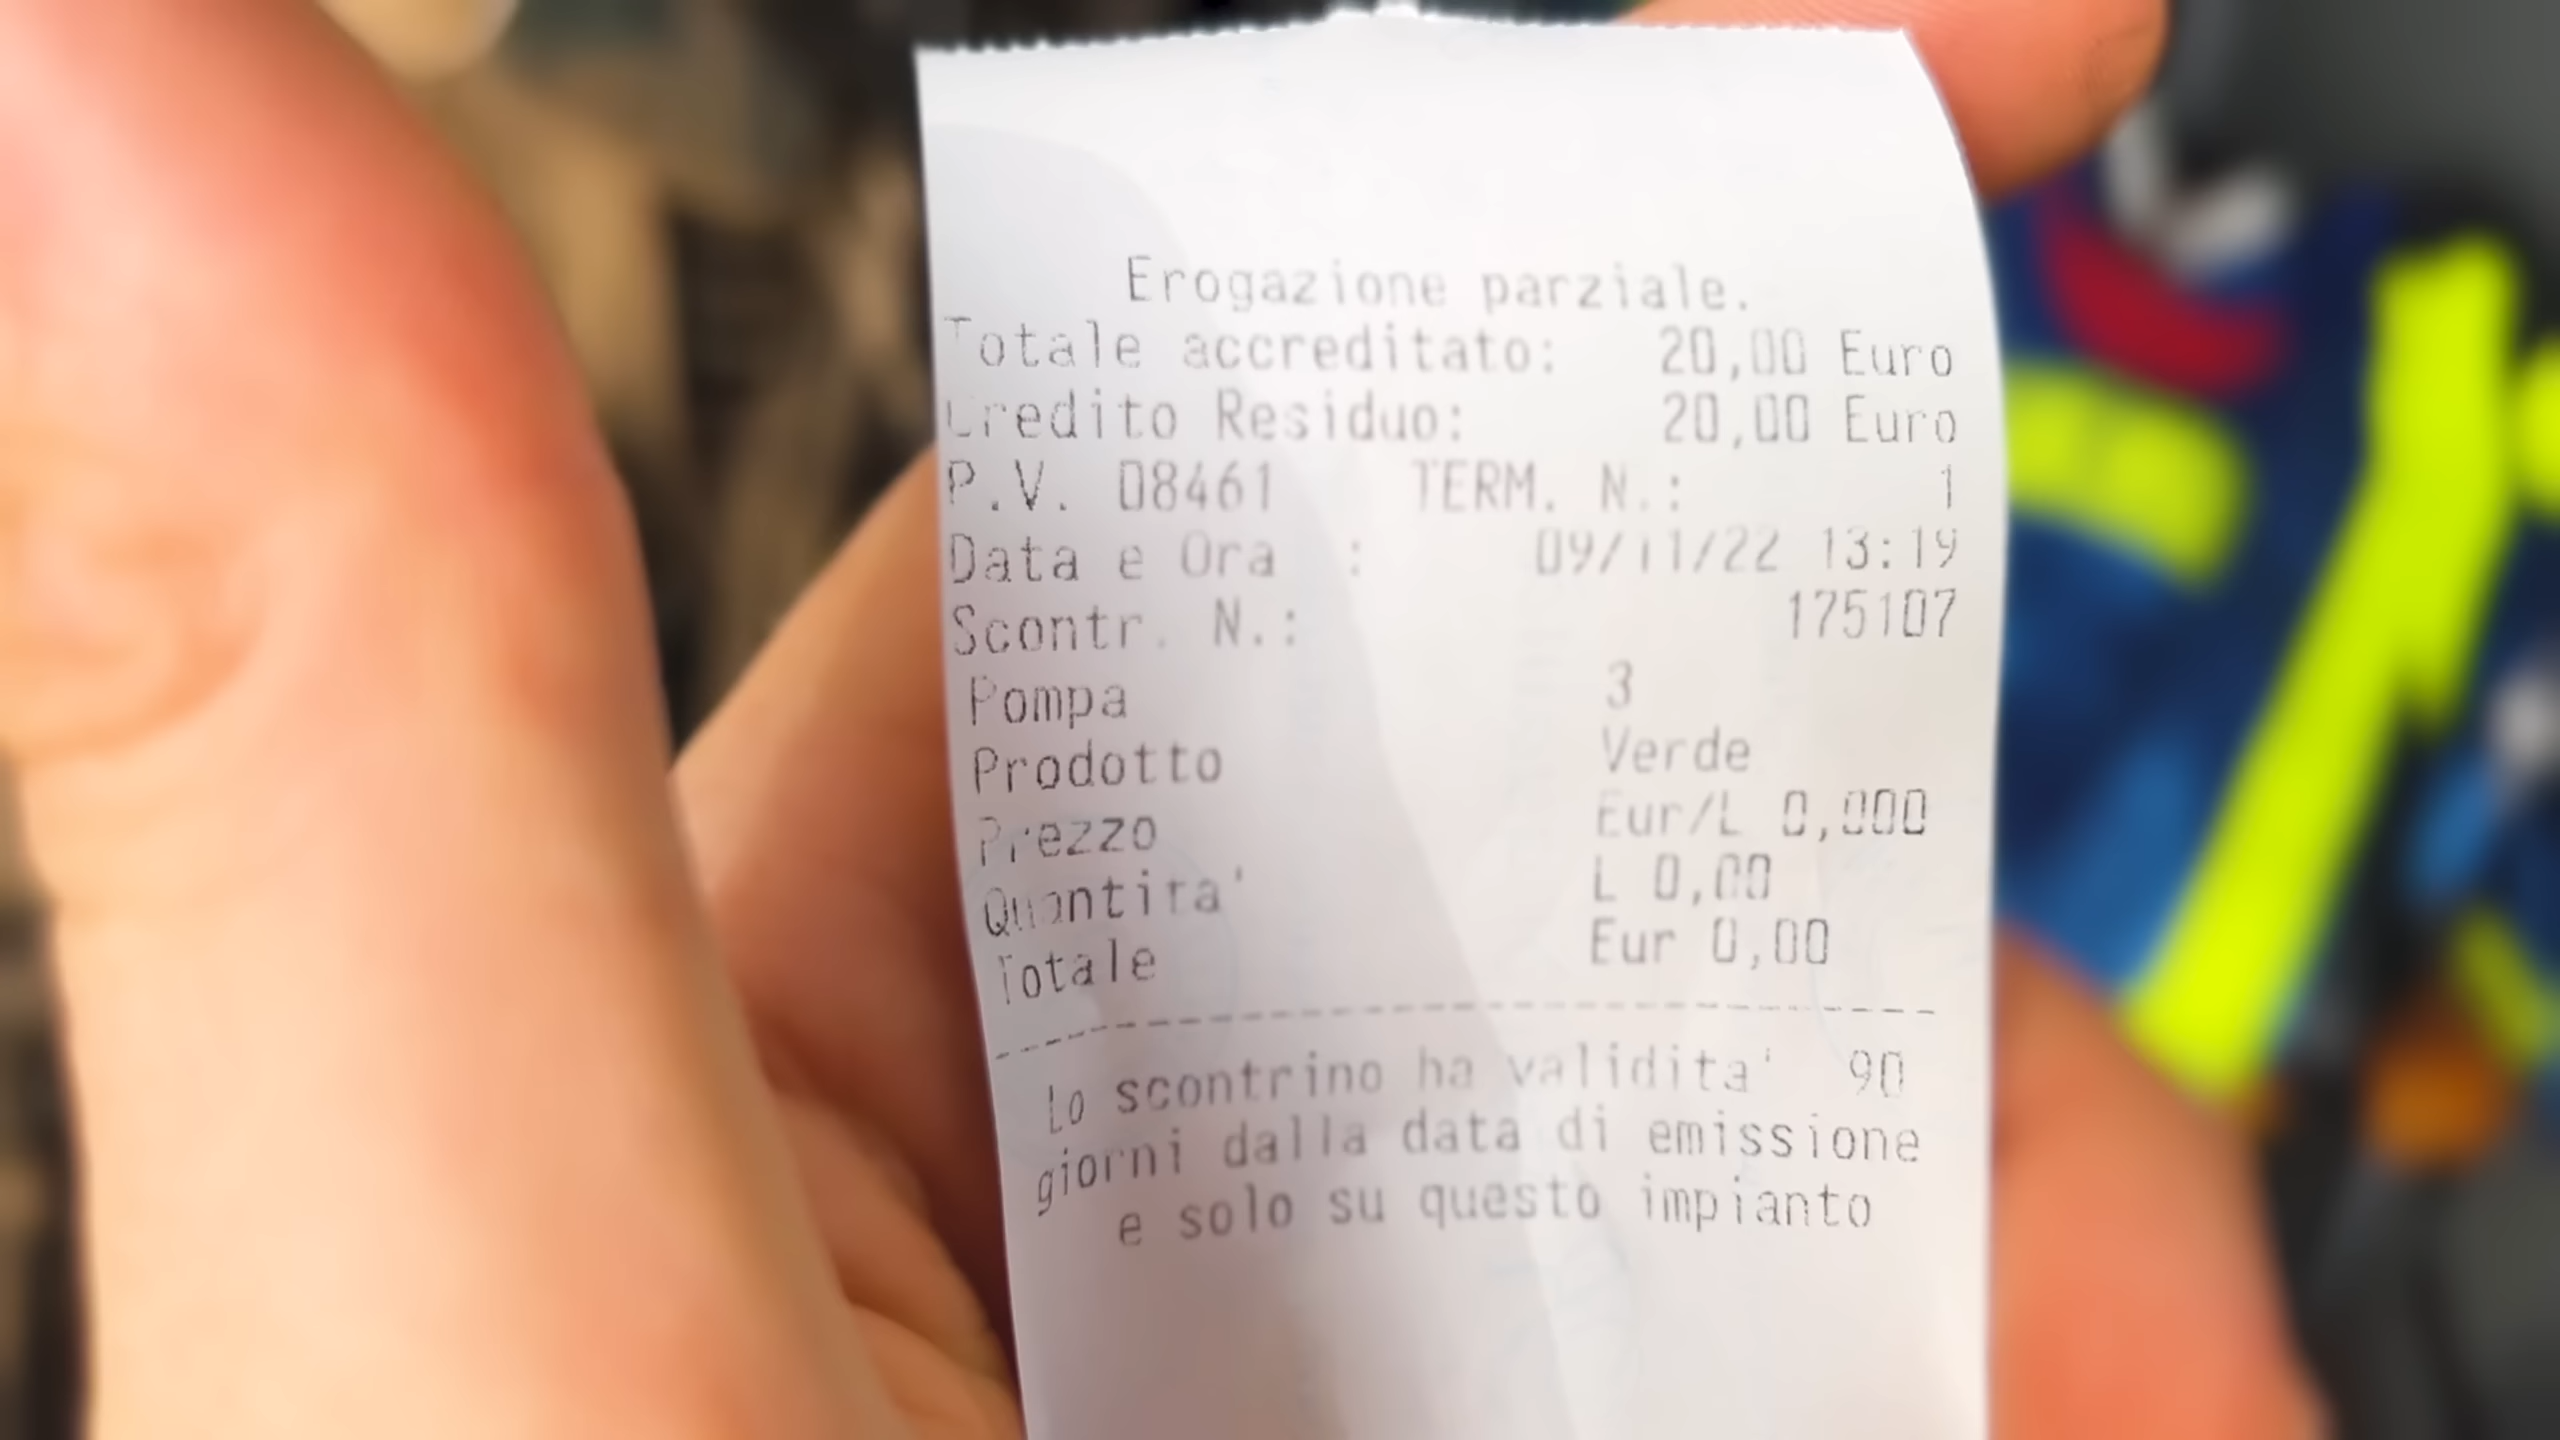 Erogazione parziale.
Totale accreditato: 20,00 Euro
Credito Residuo: 20,00 Euro
P.V. 08461 TERM. N.: 1
Data e Ora : 09/11/22 13:19
Scontr. N.: 175107
Pompa 3
Prodotto Verde
Prezzo Eur/L 0,000
Quantita' L 0,00
Totale Eur 0,00
--------------------------------
Lo scontrino ha validita' 90
giorni dalla data di emissione
e solo su questo impianto